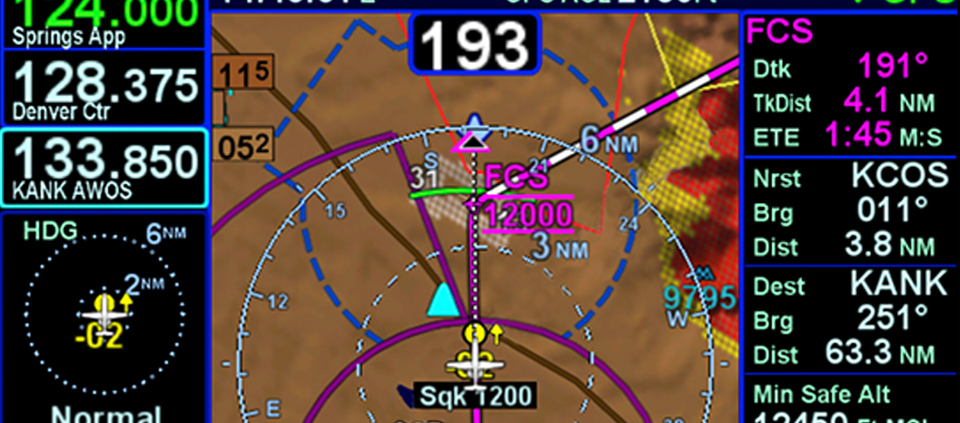 124.000
Springs App
128.375
Denver Ctr
133.850
KANK AWOS
HDG
6NM
2NM
-02
Normal
115
052
193
6NM
S
21
31
FCS
12000
15
24
3NM
12
9795
W
E
Sqk 1200
FCS
Dtk 191°
TkDist 4.1 NM
ETE 1:45 M:S
Nrst KCOS
Brg 011°
Dist 3.8 NM
Dest KANK
Brg 251°
Dist 63.3 NM
Min Safe Alt